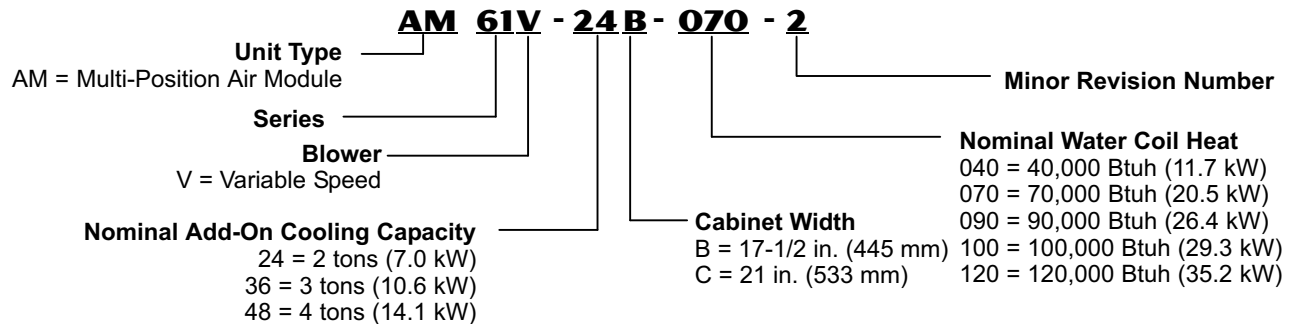 AM 61V - 24B - 070 - 2
Unit Type
AM = Multi-Position Air Module
Series
Blower
V = Variable Speed
Nominal Add-On Cooling Capacity
24 = 2 tons (7.0 kW)
36 = 3 tons (10.6 kW)
48 = 4 tons (14.1 kW)
Cabinet Width
B = 17-1/2 in. (445 mm)
C = 21 in. (533 mm)
Minor Revision Number
Nominal Water Coil Heat
040 = 40,000 Btuh (11.7 kW)
070 = 70,000 Btuh (20.5 kW)
090 = 90,000 Btuh (26.4 kW)
100 = 100,000 Btuh (29.3 kW)
120 = 120,000 Btuh (35.2 kW)